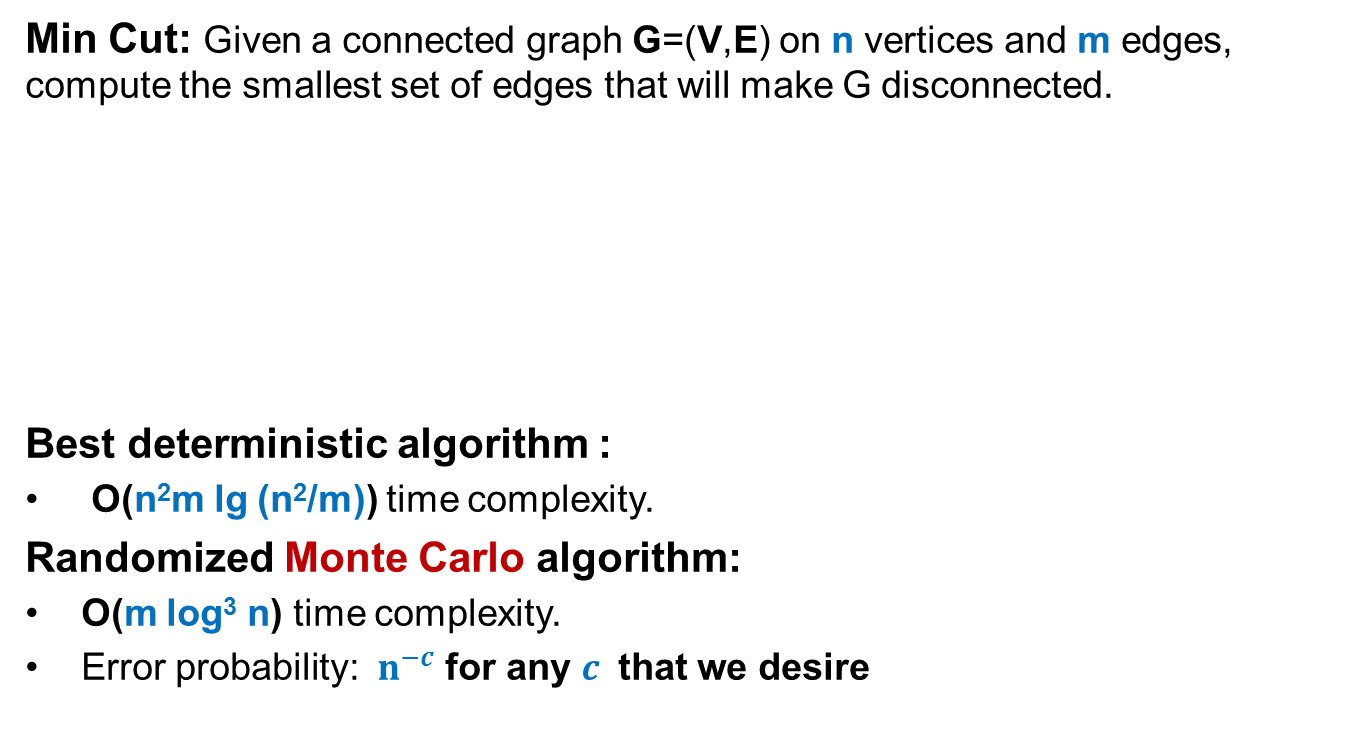 Min Cut: Given a connected graph G=(V,E) on n vertices and m edges,
compute the smallest set of edges that will make G disconnected.
Best deterministic algorithm :
• O(n²m lg (n²/m)) time complexity.
Randomized Monte Carlo algorithm:
• O(m log³ n) time complexity.
• Error probability: n⁻ᶜ for any c that we desire